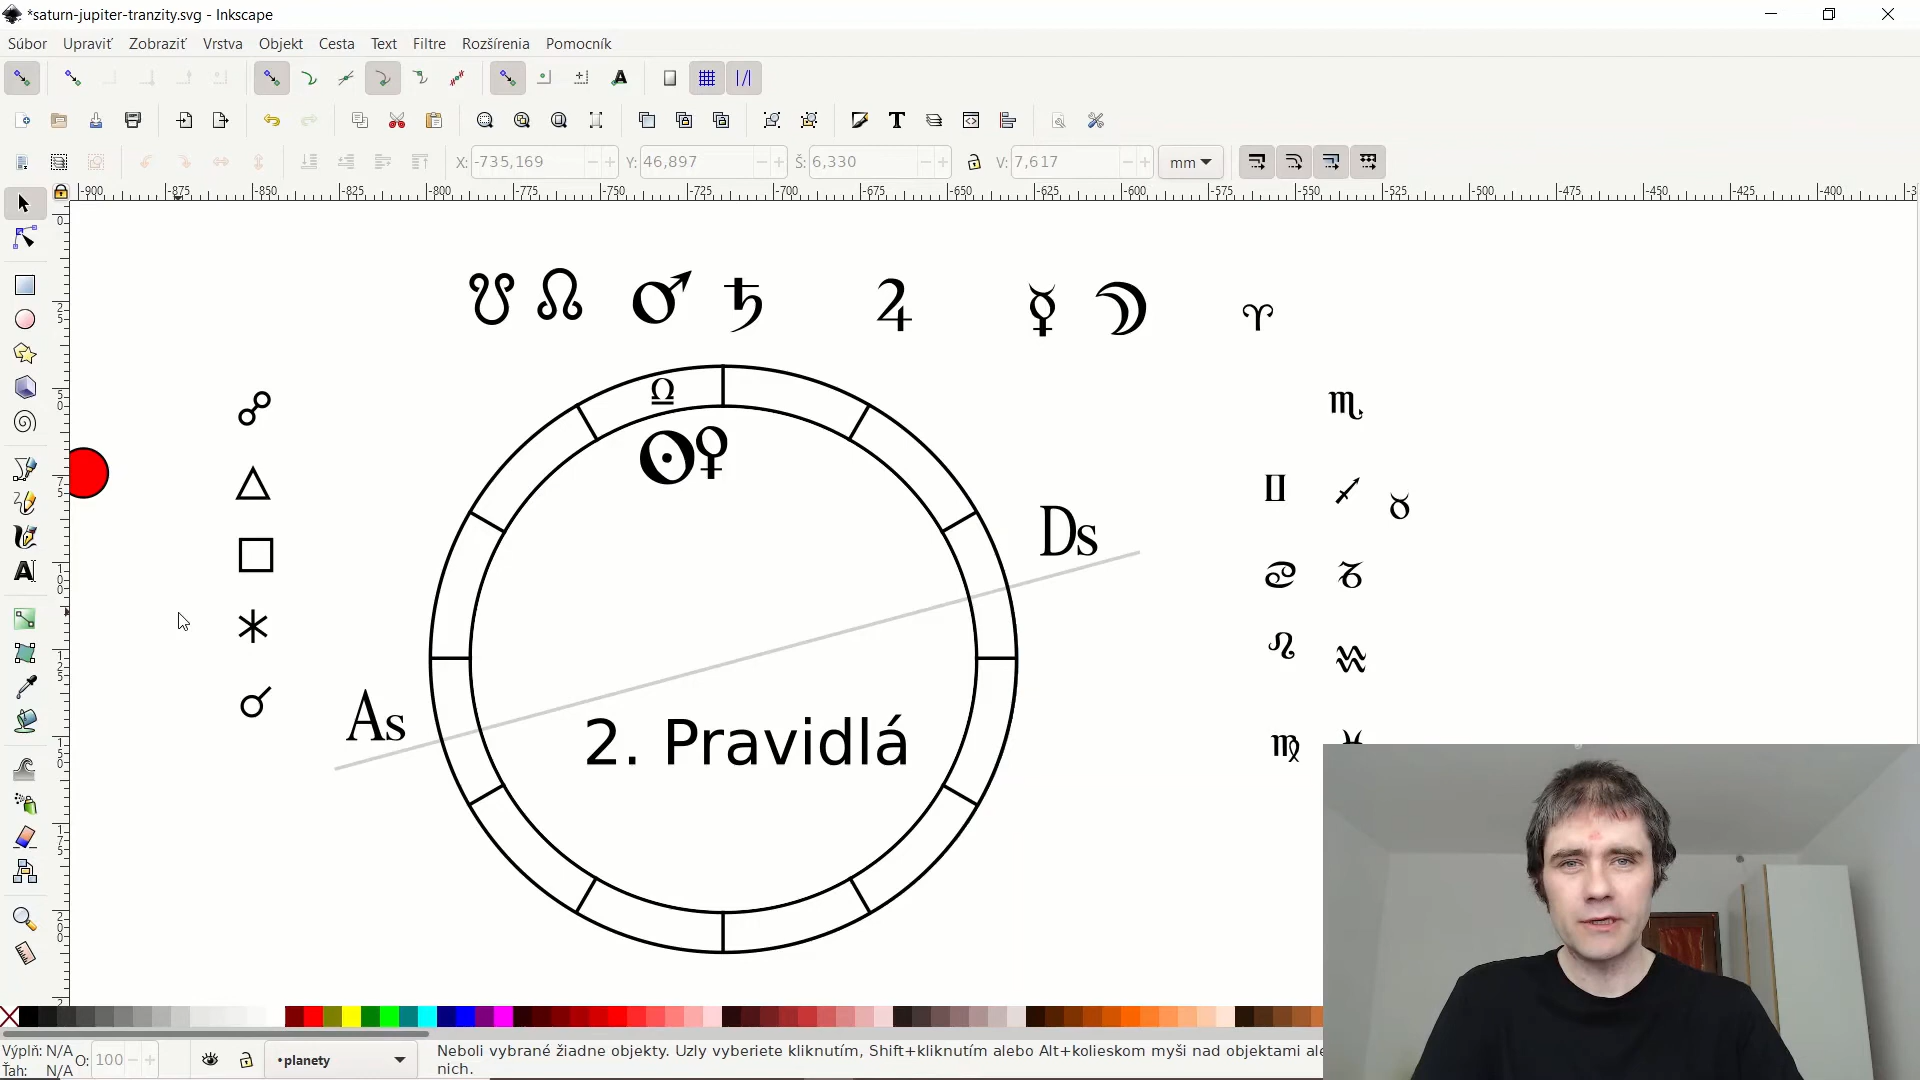 *saturn-jupiter-tranzity.svg - Inkscape
Súbor Upraviť Zobraziť Vrstva Objekt Cesta Text Filtre Rozšírenia Pomocník
X: -735,169 Y: 46,897 Š: 6,330 V: 7,617 mm
-900 -875 -850 -825 -800 -775 -750 -725 -700 -675 -650 -625 -600 -575 -550 -525 -500 -475 -450 -425 -400
☋ ☊ ♂ ♄ ♃ ☿ ☽ ♈
♎
☍ ♏
☉ ♀
△ ♊ ♐ ♉
Ds
□ ♋ ♑
⚹ ♌ ♒
☌ As
2. Pravidlá
♍ ♓
Výplň: N/A
Ťah: N/A
O: 100
•planety
Neboli vybrané žiadne objekty. Uzly vyberiete kliknutím, Shift+kliknutím alebo Alt+kolieskom myši nad objektami ale
nich.